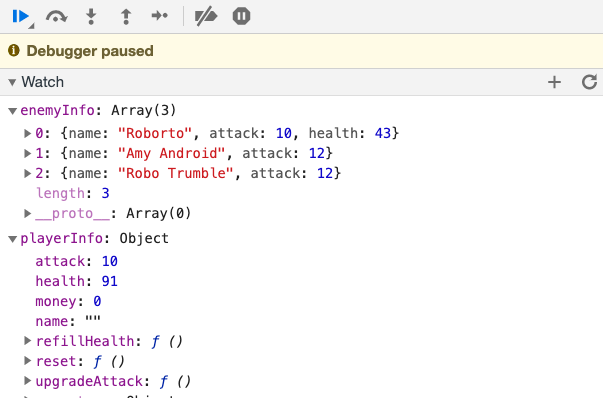 Debugger paused
Watch
enemyInfo: Array(3)
0: {name: "Roborto", attack: 10, health: 43}
1: {name: "Amy Android", attack: 12}
2: {name: "Robo Trumble", attack: 12}
length: 3
__proto__: Array(0)
playerInfo: Object
attack: 10
health: 91
money: 0
name: ""
refillHealth: ƒ ()
reset: ƒ ()
upgradeAttack: ƒ ()